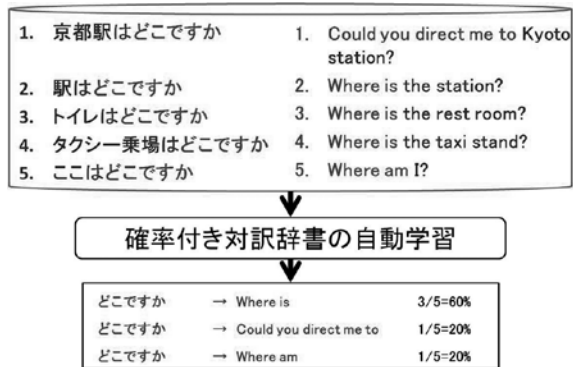 1. 京都駅はどこですか
2. 駅はどこですか
3. トイレはどこですか
4. タクシー乗場はどこですか
5. ここはどこですか
1. Could you direct me to Kyoto
station?
2. Where is the station?
3. Where is the rest room?
4. Where is the taxi stand?
5. Where am I?
確率付き対訳辞書の自動学習
どこですか → Where is 3/5=60%
どこですか → Could you direct me to 1/5=20%
どこですか → Where am 1/5=20%